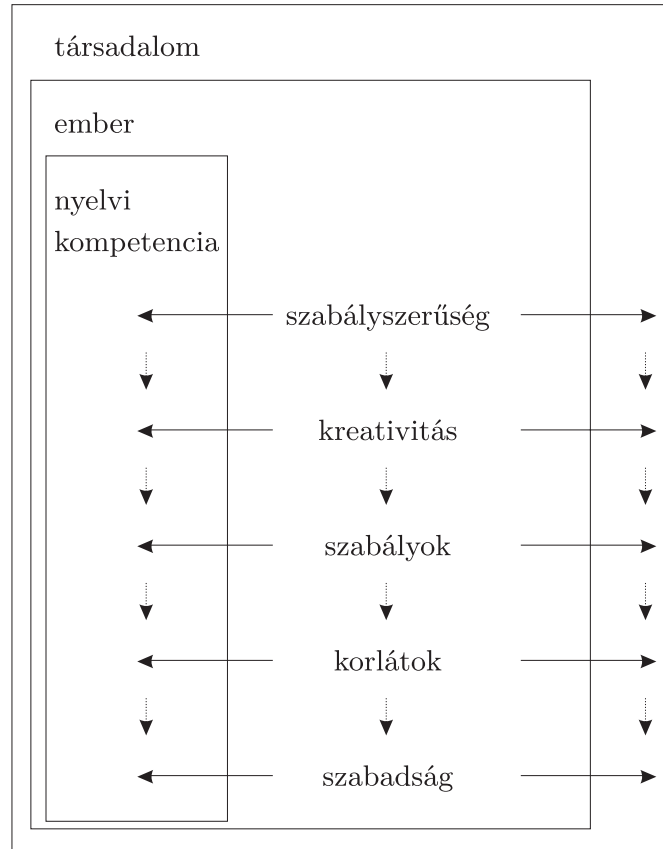 társadalom
ember
nyelvi
kompetencia
szabályszerűség
kreativitás
szabályok
korlátok
szabadság